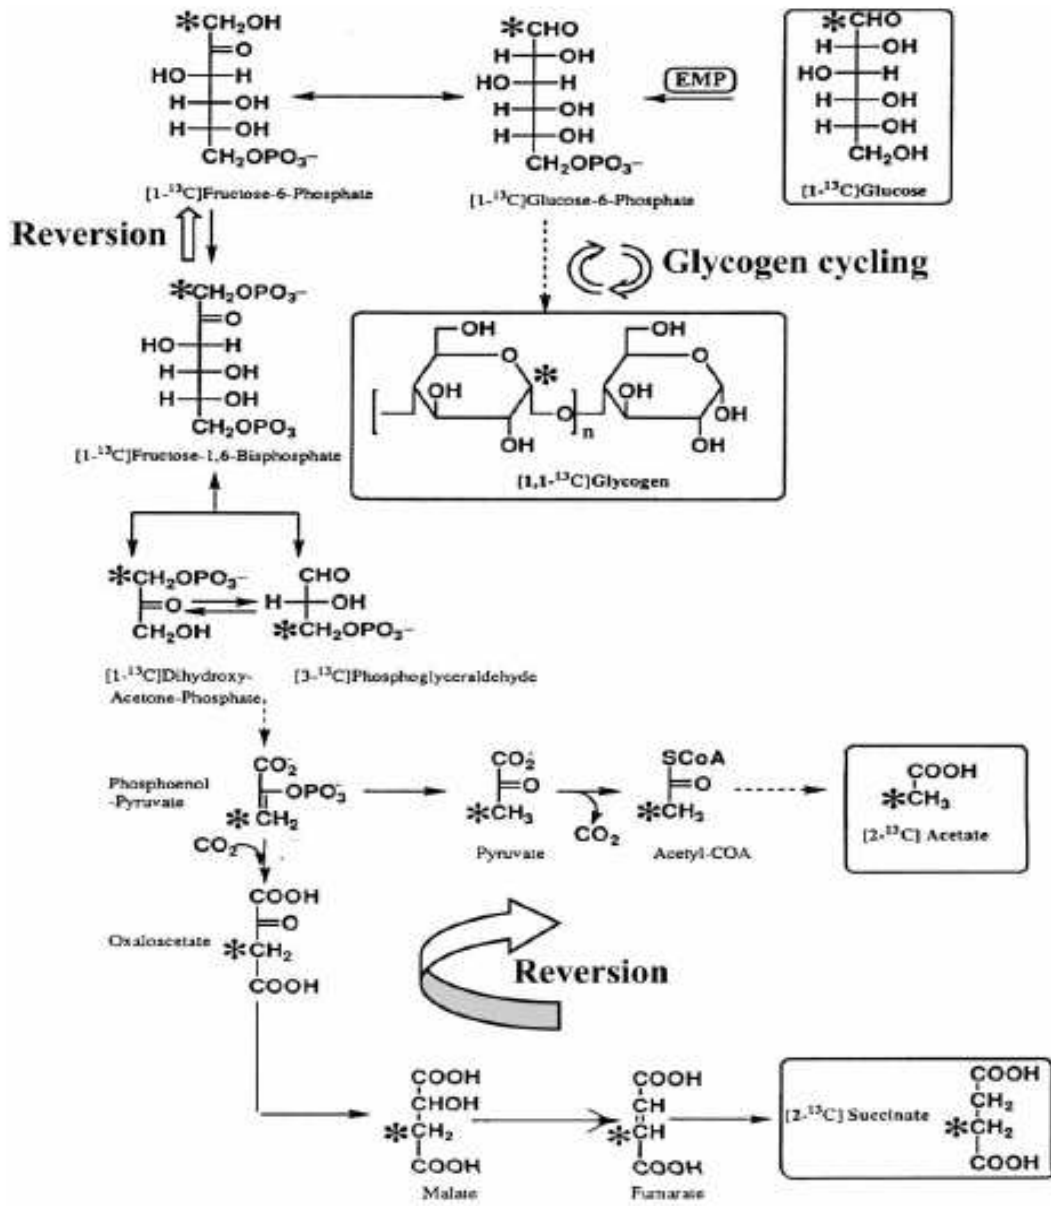 *CH2OH
=O
HO H
H OH
H OH
CH2OPO3–
[1-13C]Fructose-6-Phosphate
*CHO
H OH
HO H
H OH
H OH
CH2OPO3–
[1-13C]Glucose-6-Phosphate
EMP
*CHO
H OH
HO H
H OH
H OH
CH2OH
[1-13C]Glucose
Reversion
Glycogen cycling
*CH2OPO3–
=O
HO H
H OH
H OH
CH2OPO3
[1-13C]Fructose-1,6-Bisphosphate
OH OH
O * O
OH OH
[ O ]n OH
OH OH
[1,1-13C]Glycogen
*CH2OPO3–
=O
CH2OH
[1-13C]Dihydroxy-
Acetone-Phosphate
CHO
H OH
*CH2OPO3–
[3-13C]Phosphoglyceraldehyde
Phosphoenol
-Pyruvate
CO2–
OPO3–
*CH2
CO2
CO2–
=O
*CH3
Pyruvate
CO2
SCoA
=O
*CH3
Acetyl-COA
COOH
*CH3
[2-13C] Acetate
Oxaloacetate
COOH
=O
*CH2
COOH
Reversion
COOH
CHOH
*CH2
COOH
Malate
COOH
CH
*CH
COOH
Fumarate
[2-13C] Succinate
COOH
CH2
*CH2
COOH